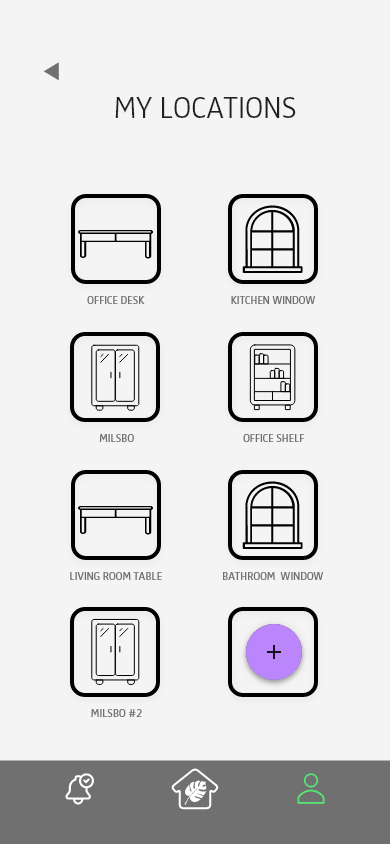 MY LOCATIONS
OFFICE DESK
KITCHEN WINDOW
MILSBO
OFFICE SHELF
LIVING ROOM TABLE
BATHROOM  WINDOW
MILSBO #2